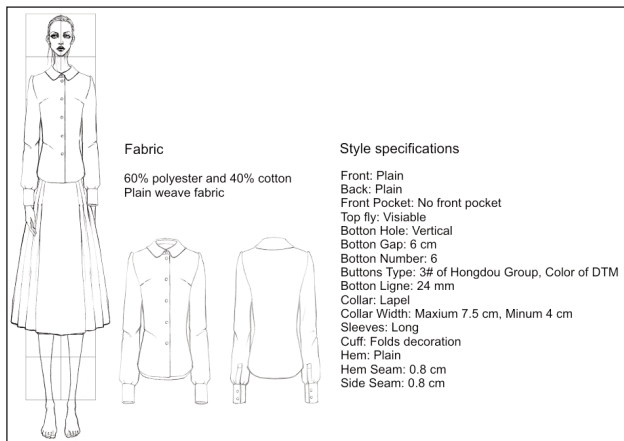 Fabric
60% polyester and 40% cotton
Plain weave fabric
Style specifications
Front: Plain
Back: Plain
Front Pocket: No front pocket
Top fly: Visiable
Botton Hole: Vertical
Botton Gap: 6 cm
Botton Number: 6
Buttons Type: 3# of Hongdou Group, Color of DTM
Botton Ligne: 24 mm
Collar: Lapel
Collar Width: Maxium 7.5 cm, Minum 4 cm
Sleeves: Long
Cuff: Folds decoration
Hem: Plain
Hem Seam: 0.8 cm
Side Seam: 0.8 cm